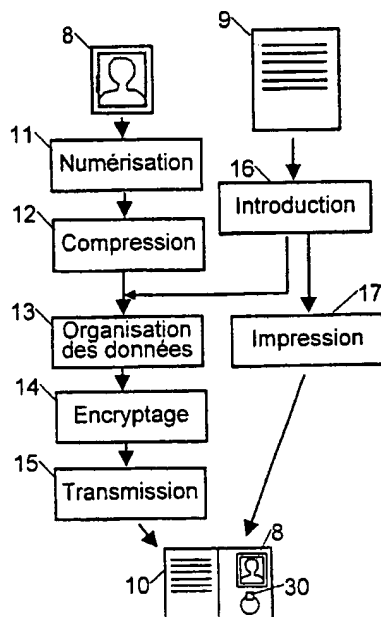 8
9
11
Numérisation
16
12
Introduction
Compression
13
17
Organisation
des données
Impression
14
Encryptage
15
Transmission
8
10
30